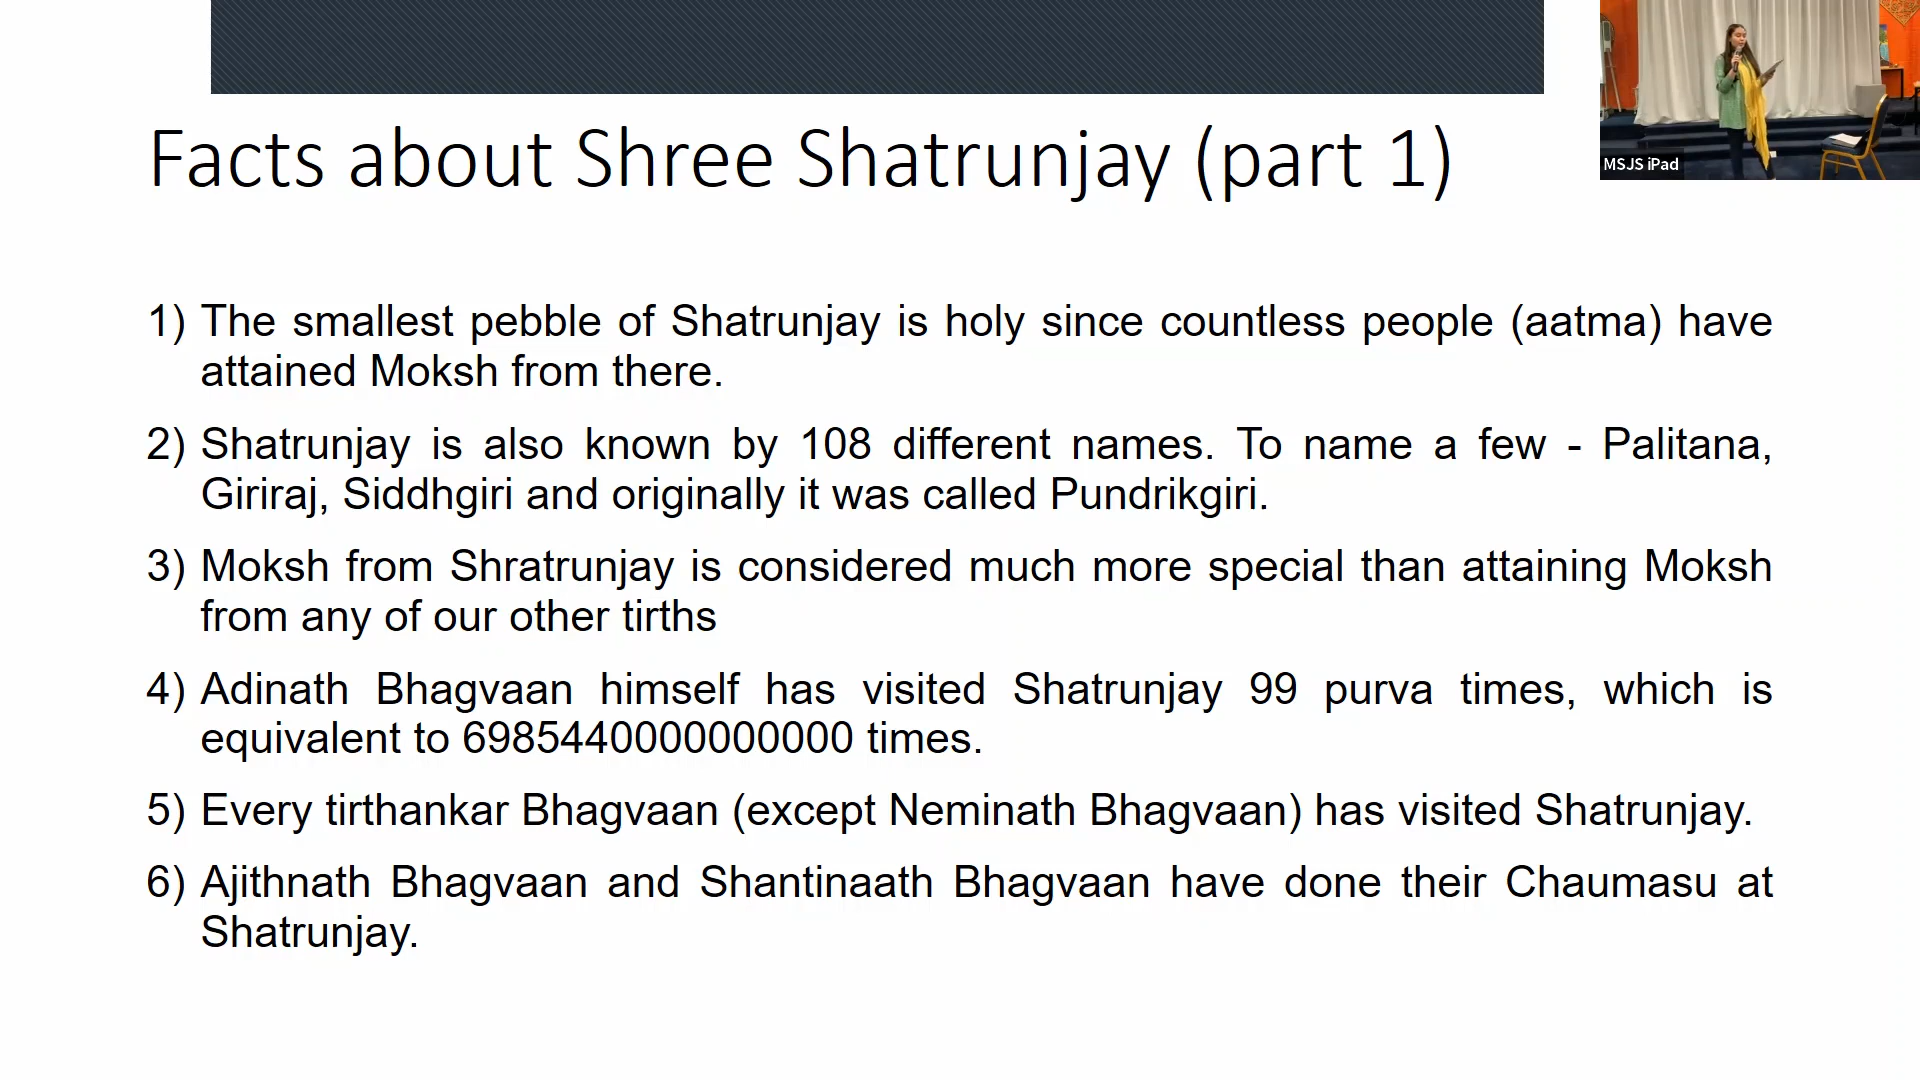 Facts about Shree Shatrunjay (part 1)
MSJS iPad
1) The smallest pebble of Shatrunjay is holy since countless people (aatma) have
attained Moksh from there.
2) Shatrunjay is also known by 108 different names. To name a few - Palitana,
Giriraj, Siddhgiri and originally it was called Pundrikgiri.
3) Moksh from Shratrunjay is considered much more special than attaining Moksh
from any of our other tirths
4) Adinath Bhagvaan himself has visited Shatrunjay 99 purva times, which is
equivalent to 6985440000000000 times.
5) Every tirthankar Bhagvaan (except Neminath Bhagvaan) has visited Shatrunjay.
6) Ajithnath Bhagvaan and Shantinaath Bhagvaan have done their Chaumasu at
Shatrunjay.